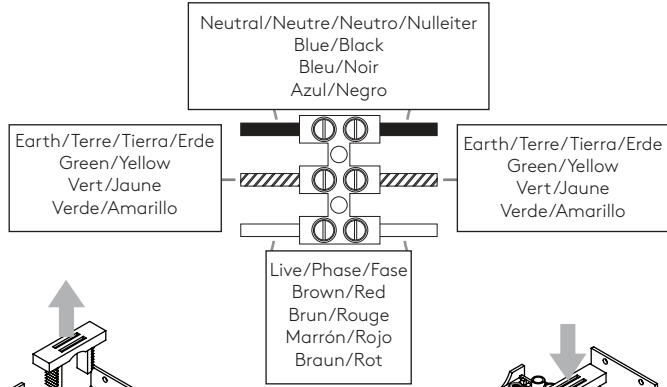 Neutral/Neutre/Neutro/Nulleiter
Blue/Black
Bleu/Noir
Azul/Negro
Earth/Terre/Tierra/Erde
Green/Yellow
Vert/Jaune
Verde/Amarillo
Earth/Terre/Tierra/Erde
Green/Yellow
Vert/Jaune
Verde/Amarillo
Live/Phase/Fase
Brown/Red
Brun/Rouge
Marrón/Rojo
Braun/Rot